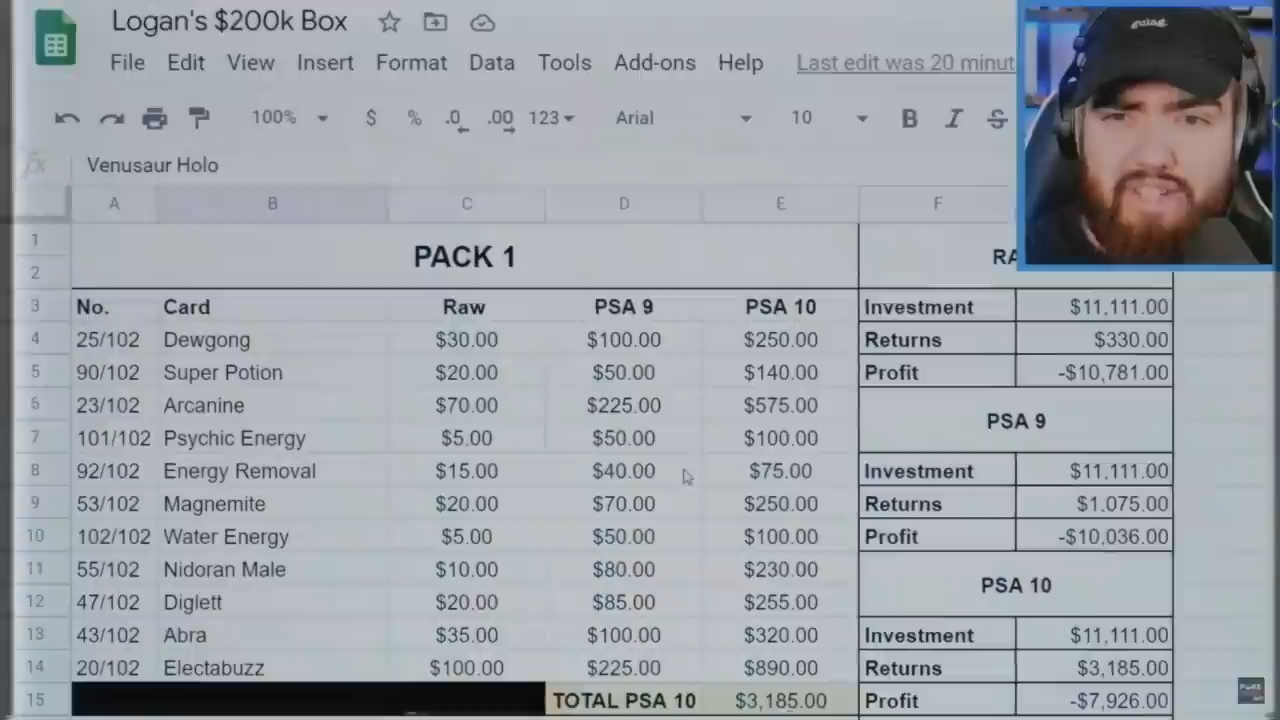 Logan's $200k Box
File Edit View Insert Format Data Tools Add-ons Help Last edit was 20 minut
100% $ % .0 .00 123 Arial 10 B I S
fx Venusaur Holo
A B C D E F
1 PACK 1
2
3 No. Card Raw PSA 9 PSA 10 Investment $11,111.00
4 25/102 Dewgong $30.00 $100.00 $250.00 Returns $330.00
5 90/102 Super Potion $20.00 $50.00 $140.00 Profit -$10,781.00
6 23/102 Arcanine $70.00 $225.00 $575.00 PSA 9
7 101/102 Psychic Energy $5.00 $50.00 $100.00
8 92/102 Energy Removal $15.00 $40.00 $75.00 Investment $11,111.00
9 53/102 Magnemite $20.00 $70.00 $250.00 Returns $1,075.00
10 102/102 Water Energy $5.00 $50.00 $100.00 Profit -$10,036.00
11 55/102 Nidoran Male $10.00 $80.00 $230.00 PSA 10
12 47/102 Diglett $20.00 $85.00 $255.00
13 43/102 Abra $35.00 $100.00 $320.00 Investment $11,111.00
14 20/102 Electabuzz $100.00 $225.00 $890.00 Returns $3,185.00
15 TOTAL PSA 10 $3,185.00 Profit -$7,926.00